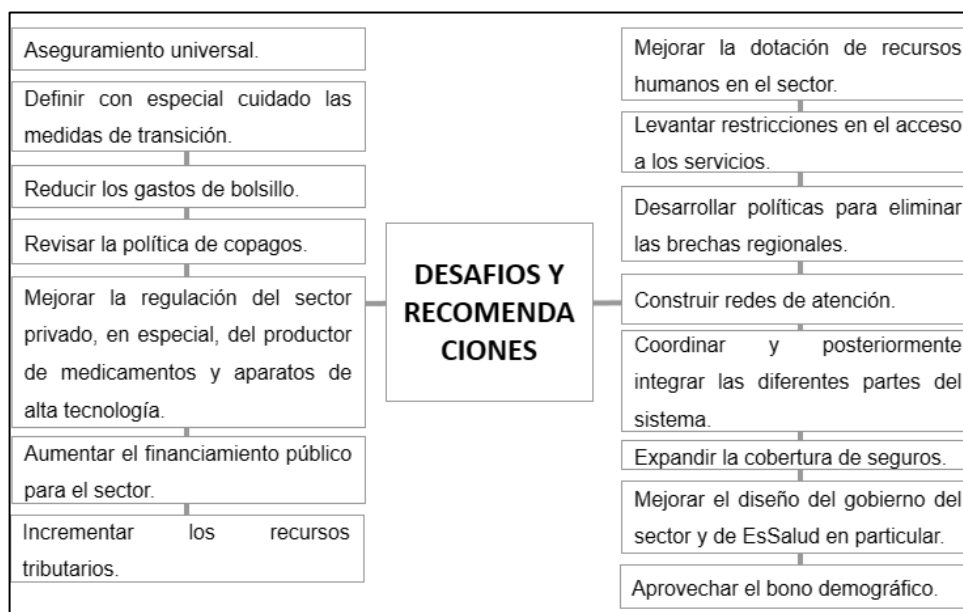 Aseguramiento universal.
Definir con especial cuidado las
medidas de transición.
Reducir los gastos de bolsillo.
Revisar la política de copagos.
Mejorar la regulación del sector
privado, en especial, del productor
de medicamentos y aparatos de
alta tecnología.
Aumentar el financiamiento público
para el sector.
Incrementar los recursos
tributarios.
DESAFIOS Y
RECOMENDA
CIONES
Mejorar la dotación de recursos
humanos en el sector.
Levantar restricciones en el acceso
a los servicios.
Desarrollar políticas para eliminar
las brechas regionales.
Construir redes de atención.
Coordinar y posteriormente
integrar las diferentes partes del
sistema.
Expandir la cobertura de seguros.
Mejorar el diseño del gobierno del
sector y de EsSalud en particular.
Aprovechar el bono demográfico.